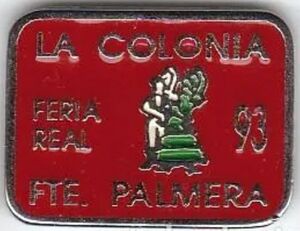 LA COLONIA
FERIA
REAL
93
FTE. PALMERA